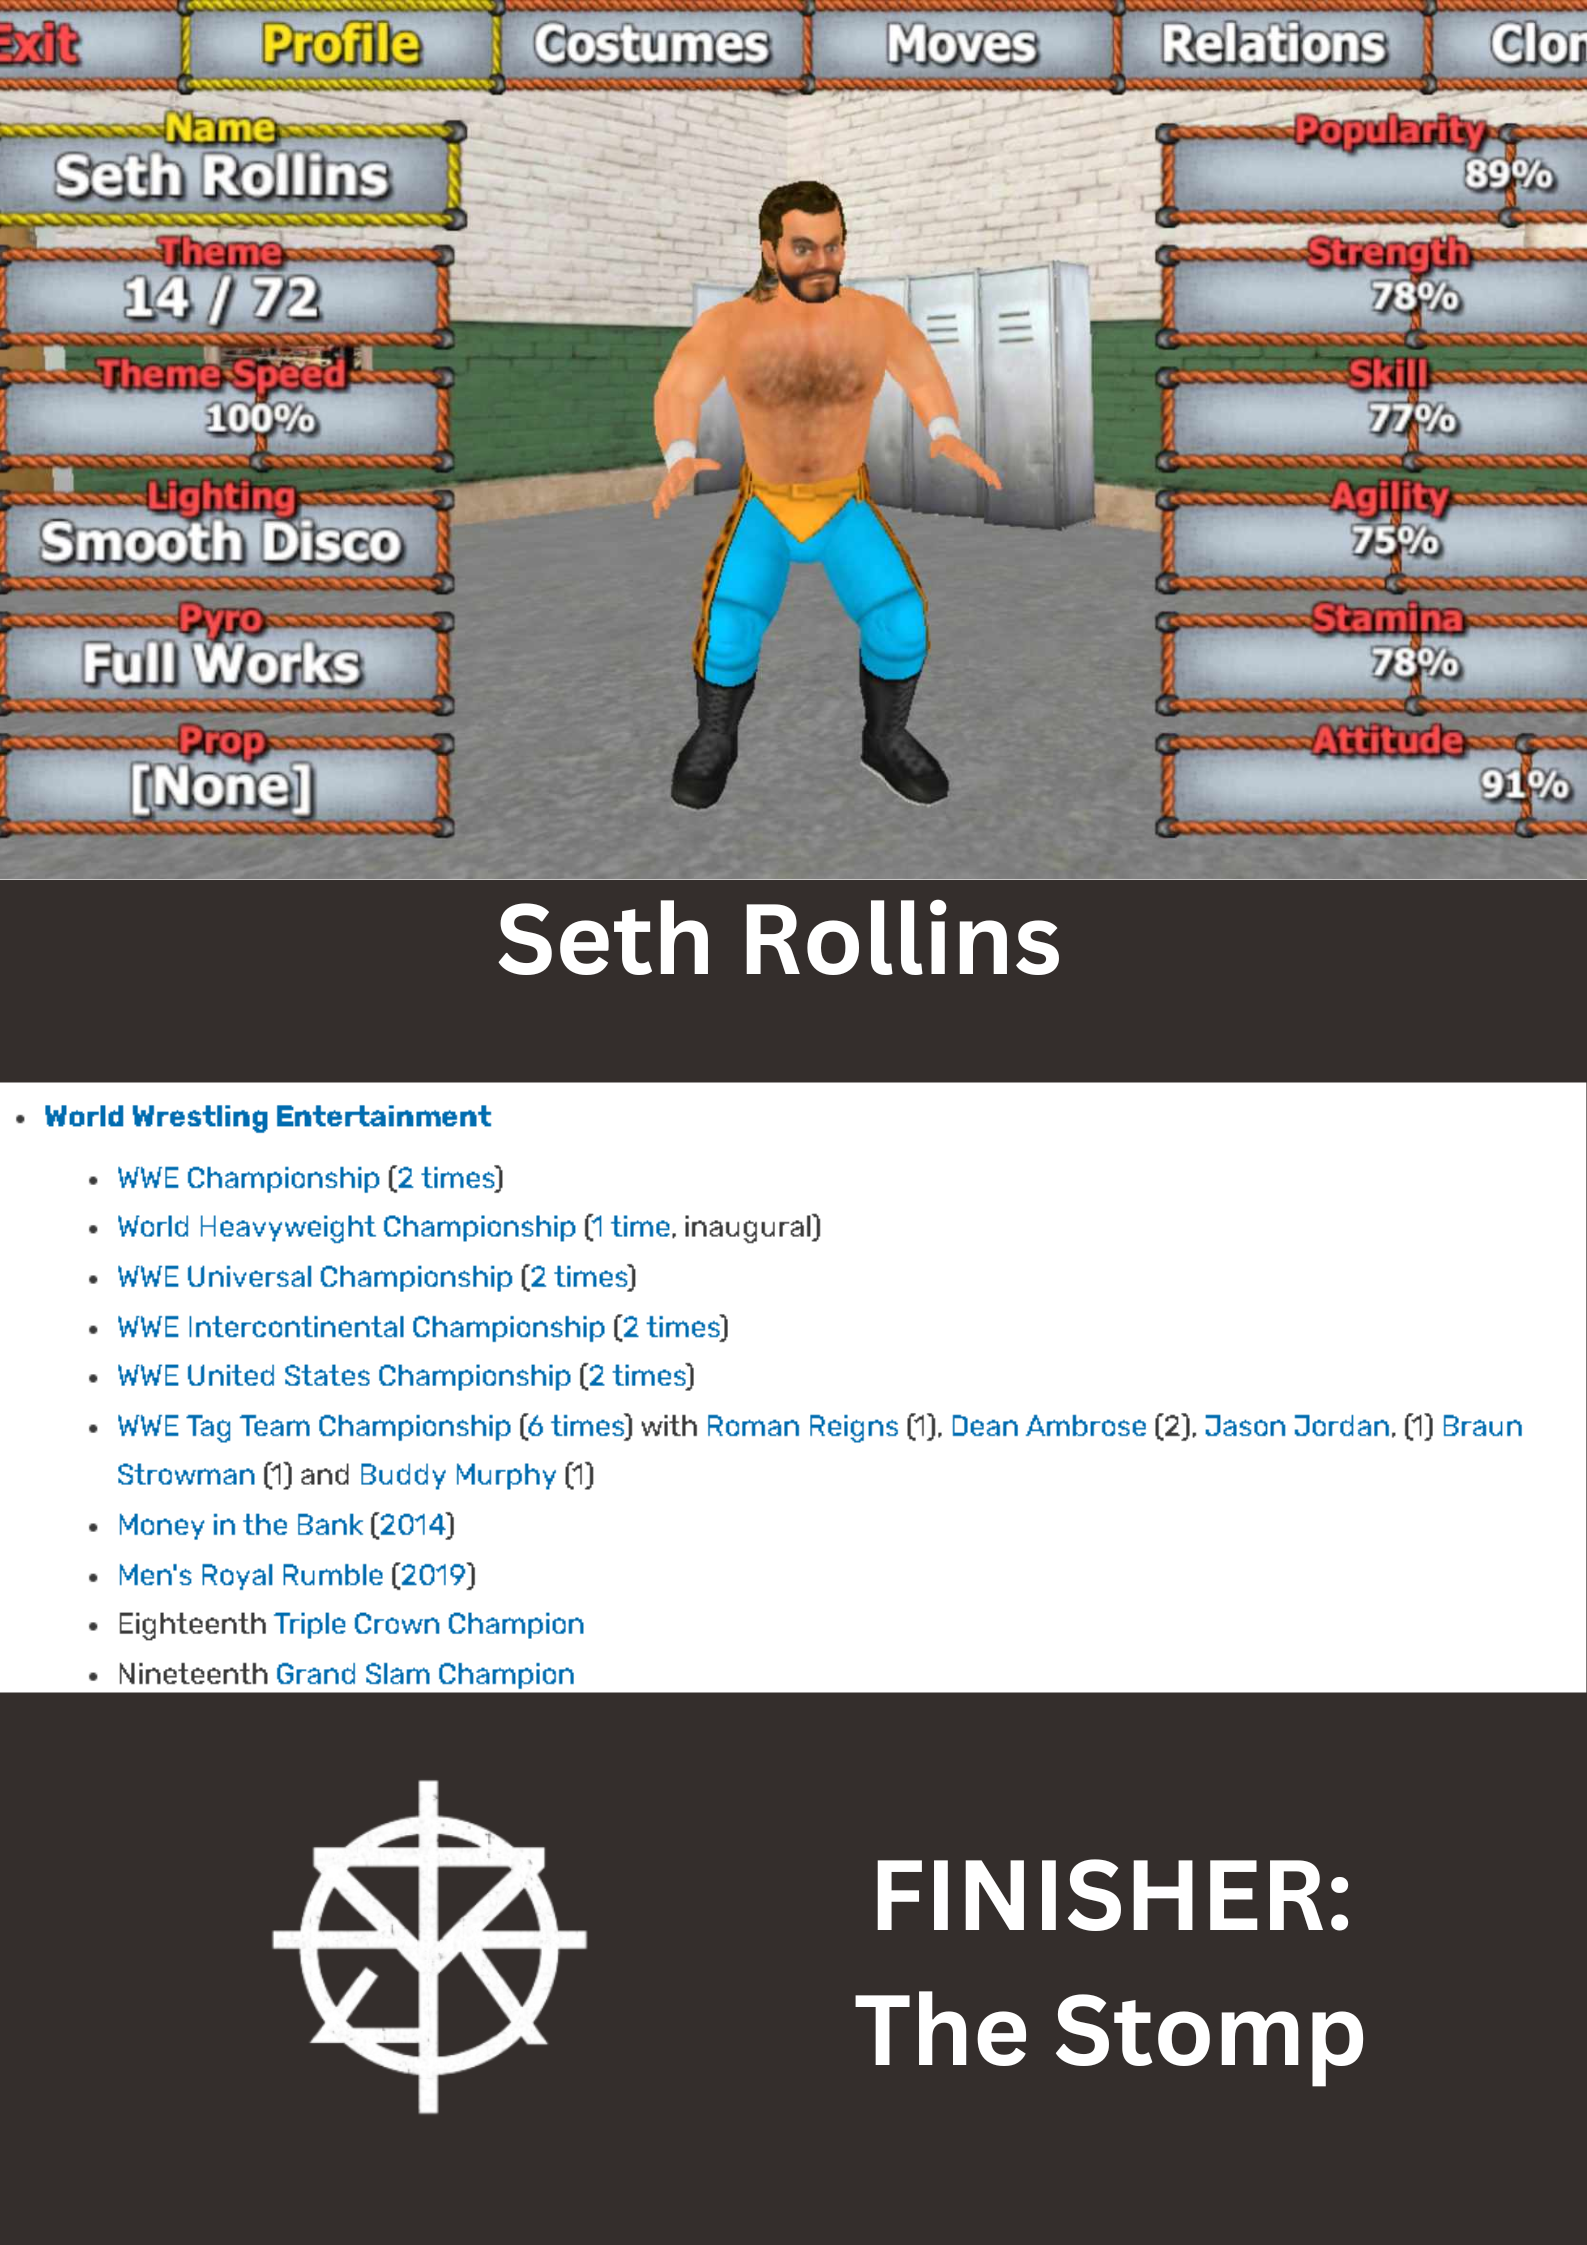 Exit Profile Costumes Moves Relations
Name
Seth Rollins
Theme
14 / 72
Theme Speed
100%
Lighting
Smooth Disco
Pyro
Full Works
Prop
[None]
Popularity
89%
Strength
78%
Skill
77%
Agility
75%
Stamina
78%
Attitude
91%
Seth Rollins
• World Wrestling Entertainment
• WWE Championship (2 times)
• World Heavyweight Championship (1 time, inaugural)
• WWE Universal Championship (2 times)
• WWE Intercontinental Championship (2 times)
• WWE United States Championship (2 times)
• WWE Tag Team Championship (6 times) with Roman Reigns (1), Dean Ambrose (2), Jason Jordan, (1) Braun
Strowman (1) and Buddy Murphy (1)
• Money in the Bank (2014)
• Men's Royal Rumble (2019)
• Eighteenth Triple Crown Champion
• Nineteenth Grand Slam Champion
FINISHER:
The Stomp